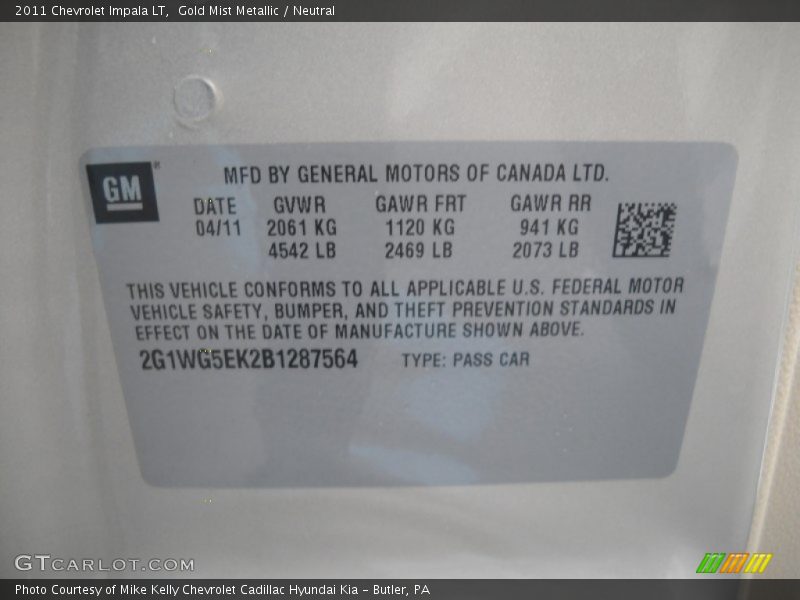 2011 Chevrolet Impala LT, Gold Mist Metallic / Neutral
GM
MFD BY GENERAL MOTORS OF CANADA LTD.
DATE GVWR GAWR FRT GAWR RR
04/11 2061 KG 1120 KG 941 KG
4542 LB 2469 LB 2073 LB
THIS VEHICLE CONFORMS TO ALL APPLICABLE U.S. FEDERAL MOTOR
VEHICLE SAFETY, BUMPER, AND THEFT PREVENTION STANDARDS IN
EFFECT ON THE DATE OF MANUFACTURE SHOWN ABOVE.
2G1WG5EK2B1287564 TYPE: PASS CAR
GTCARLOT.COM
Photo Courtesy of Mike Kelly Chevrolet Cadillac Hyundai Kia – Butler, PA